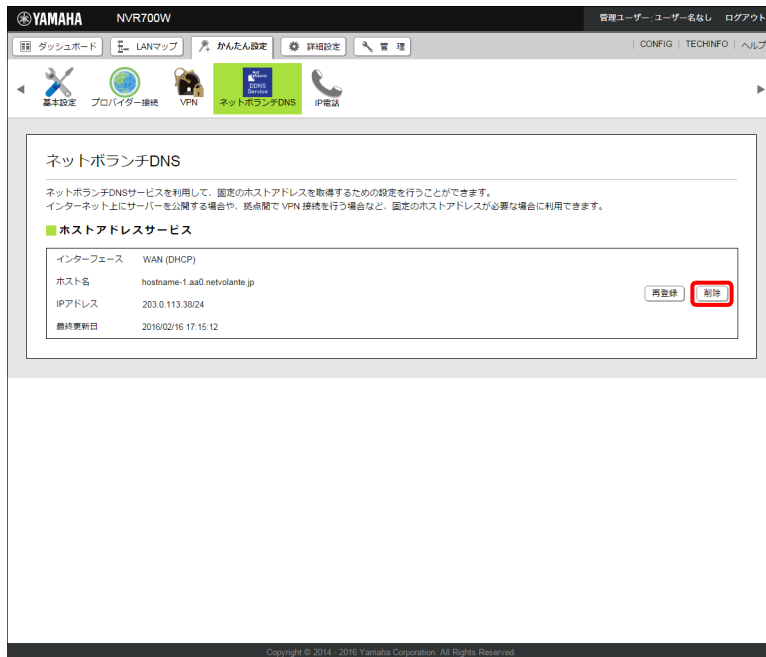 YAMAHA NVR700W 管理ユーザー:ユーザー名なし ログアウト
ダッシュボード LANマップ かんたん設定 詳細設定 管 理 CONFIG | TECHINFO | ヘルプ
Net Volante
DDNS
Service
基本設定 プロバイダー接続 VPN ネットボランチDNS IP電話
ネットボランチDNS
ネットボランチDNSサービスを利用して、固定のホストアドレスを取得するための設定を行うことができます。
インターネット上にサーバーを公開する場合や、拠点間で VPN 接続を行う場合など、固定のホストアドレスが必要な場合に利用できます。
ホストアドレスサービス
インターフェース WAN (DHCP)
ホスト名 hostname-1.aa0.netvolante.jp
再登録 削除
IPアドレス 203.0.113.38/24
最終更新日 2016/02/16 17:15:12
Copyright © 2014 - 2016 Yamaha Corporation. All Rights Reserved.